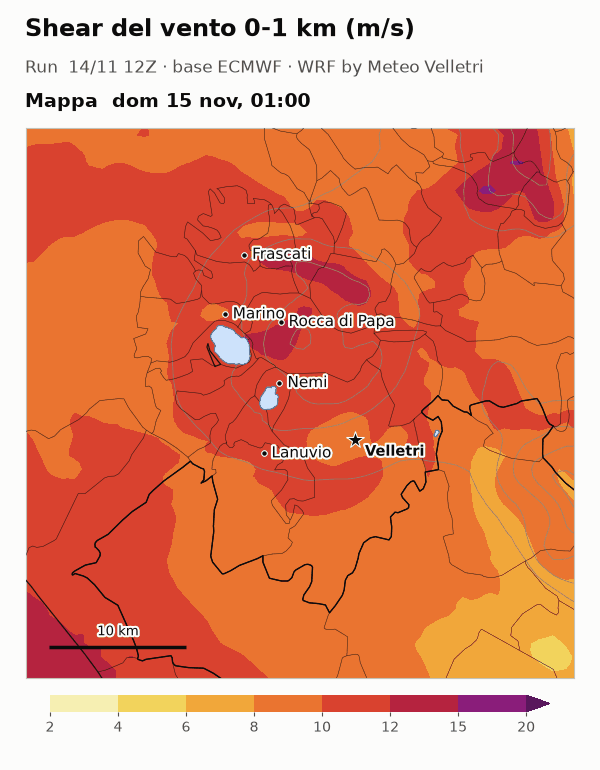 Shear del vento 0-1 km (m/s)
Run  14/11 12Z · base ECMWF · WRF by Meteo Velletri
Mappa  dom 15 nov, 01:00
Frascati
Marino
Rocca di Papa
Nemi
Lanuvio
Velletri
10 km
2 4 6 8 10 12 15 20